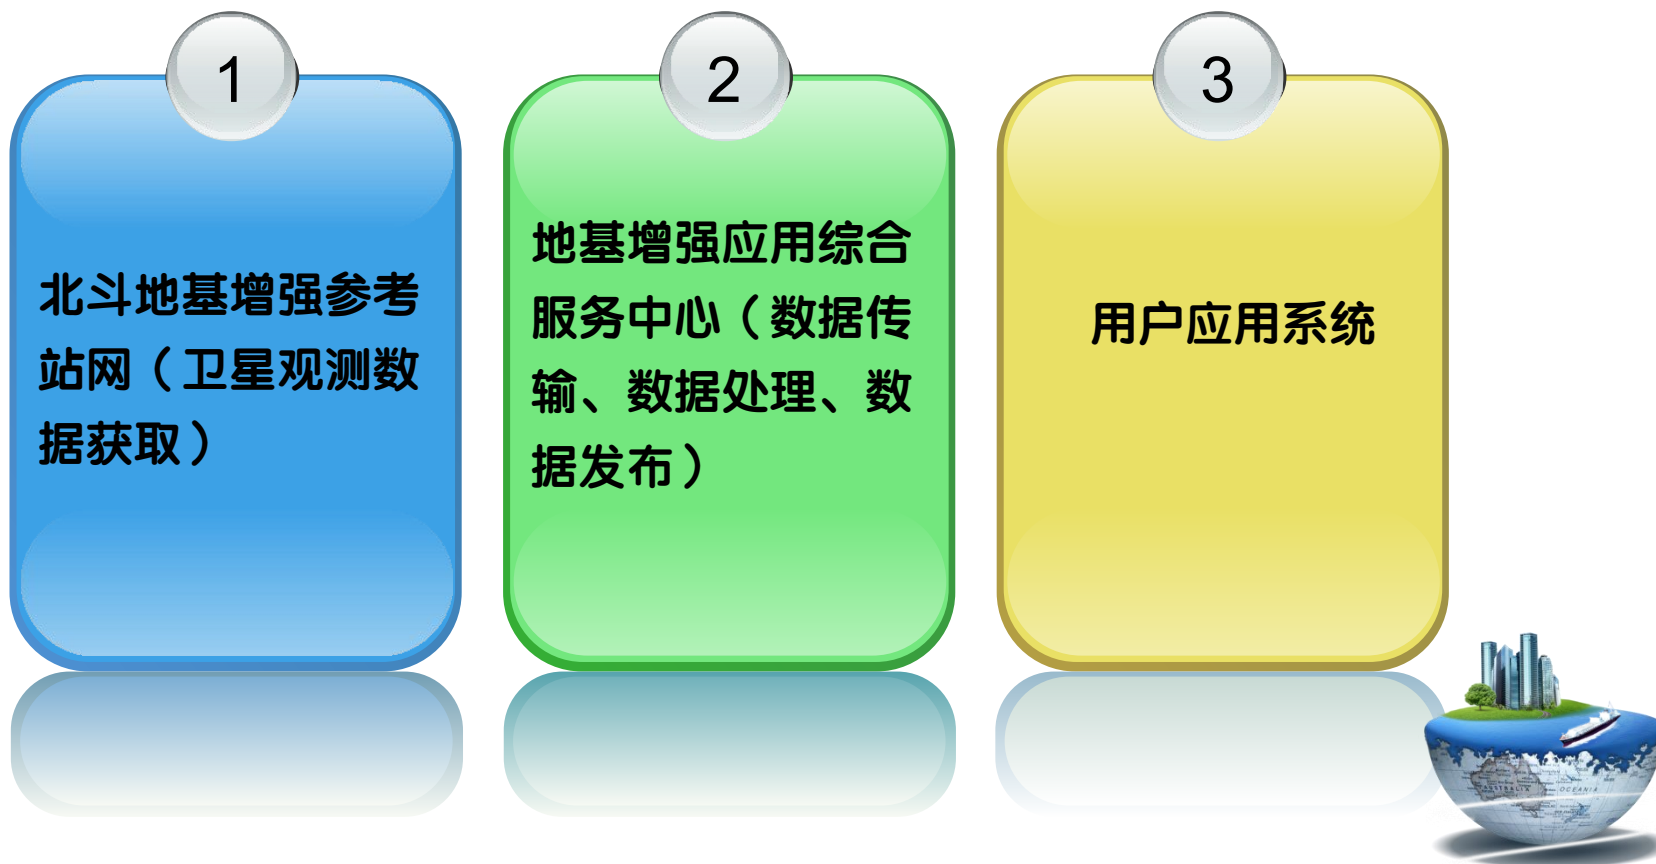 1
北斗地基增强参考
站网（卫星观测数
据获取）
2
地基增强应用综合
服务中心（数据传
输、数据处理、数
据发布）
3
用户应用系统
AUSTRALIA
OCEANIA